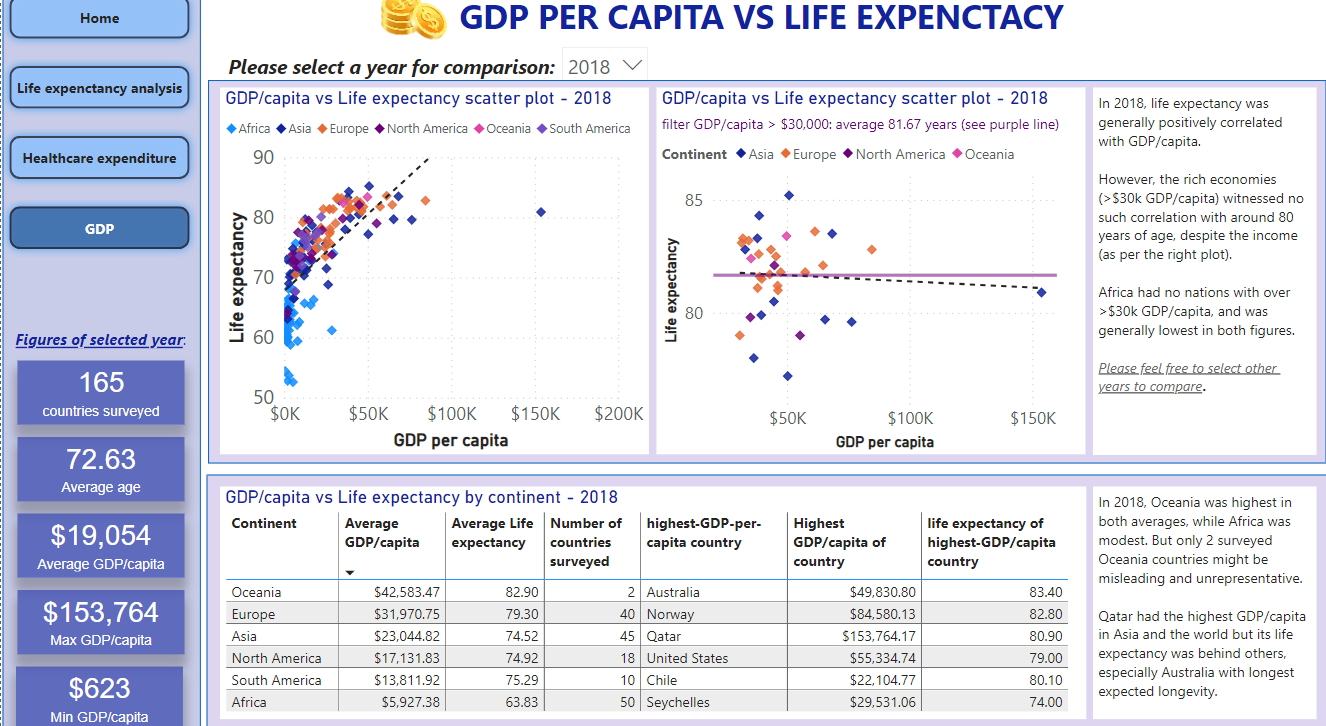 Home
Life expenctancy analysis
Healthcare expenditure
GDP
Figures of selected year:
165
countries surveyed
72.63
Average age
$19,054
Average GDP/capita
$153,764
Max GDP/capita
$623
Min GDP/capita
GDP PER CAPITA VS LIFE EXPENCTACY
Please select a year for comparison: 2018
GDP/capita vs Life expectancy scatter plot - 2018
Africa Asia Europe North America Oceania South America
90
80
70
60
50
Life expectancy
$0K $50K $100K $150K $200K
GDP per capita
GDP/capita vs Life expectancy scatter plot - 2018
filter GDP/capita > $30,000: average 81.67 years (see purple line)
Continent Asia Europe North America Oceania
85
80
Life expectancy
$50K $100K $150K
GDP per capita
In 2018, life expectancy was
generally positively correlated
with GDP/capita.
However, the rich economies
(>$30k GDP/capita) witnessed no
such correlation with around 80
years of age, despite the income
(as per the right plot).
Africa had no nations with over
>$30k GDP/capita, and was
generally lowest in both figures.
Please feel free to select other
years to compare.
GDP/capita vs Life expectancy by continent - 2018
Continent Average GDP/capita Average Life expectancy Number of countries surveyed highest-GDP-per-capita country Highest GDP/capita of country life expectancy of highest-GDP/capita country
Oceania $42,583.47 82.90 2 Australia $49,830.80 83.40
Europe $31,970.75 79.30 40 Norway $84,580.13 82.80
Asia $23,044.82 74.52 45 Qatar $153,764.17 80.90
North America $17,131.83 74.92 18 United States $55,334.74 79.00
South America $13,811.92 75.29 10 Chile $22,104.77 80.10
Africa $5,927.38 63.83 50 Seychelles $29,531.06 74.00
In 2018, Oceania was highest in
both averages, while Africa was
modest. But only 2 surveyed
Oceania countries might be
misleading and unrepresentative.
Qatar had the highest GDP/capita
in Asia and the world but its life
expectancy was behind others,
especially Australia with longest
expected longevity.